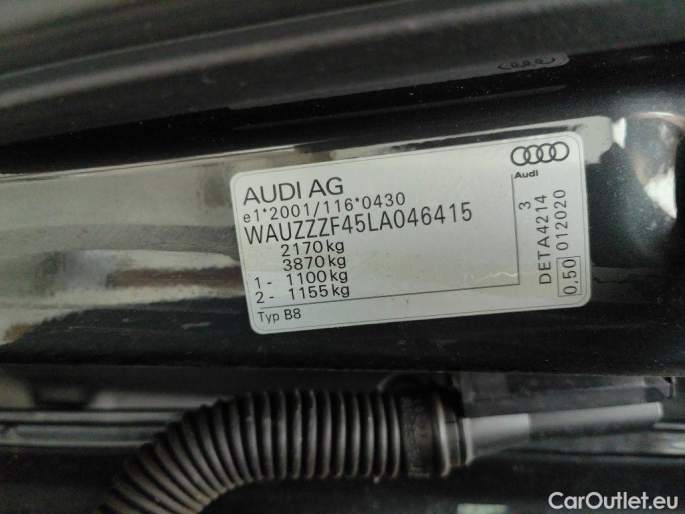 AUDI AG
e1*2001/116*0430
WAUZZZF45LA046415
2170kg
3870kg
1 - 1100kg
2 - 1155kg
Typ B8
Audi
3
DETA4214
0,50 012020
CarOutlet.eu